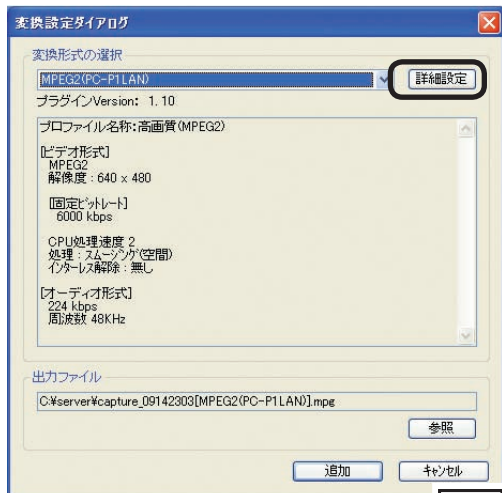 変換設定ダイアログ
変換形式の選択
MPEG2(PC-P1LAN)
詳細設定
プラグインVersion: 1.10
プロファイル名称:高画質(MPEG2)
[ビデオ形式]
MPEG2
解像度:640 x 480
[固定ビットレート]
6000 kbps
CPU処理速度 2
処理:スムージング(空間)
インターレス解除:無し
[オーディオ形式]
224 kbps
周波数 48KHz
出力ファイル
C:¥server¥capture_09142303[MPEG2(PC-P1LAN)].mpg
参照
追加
キャンセル